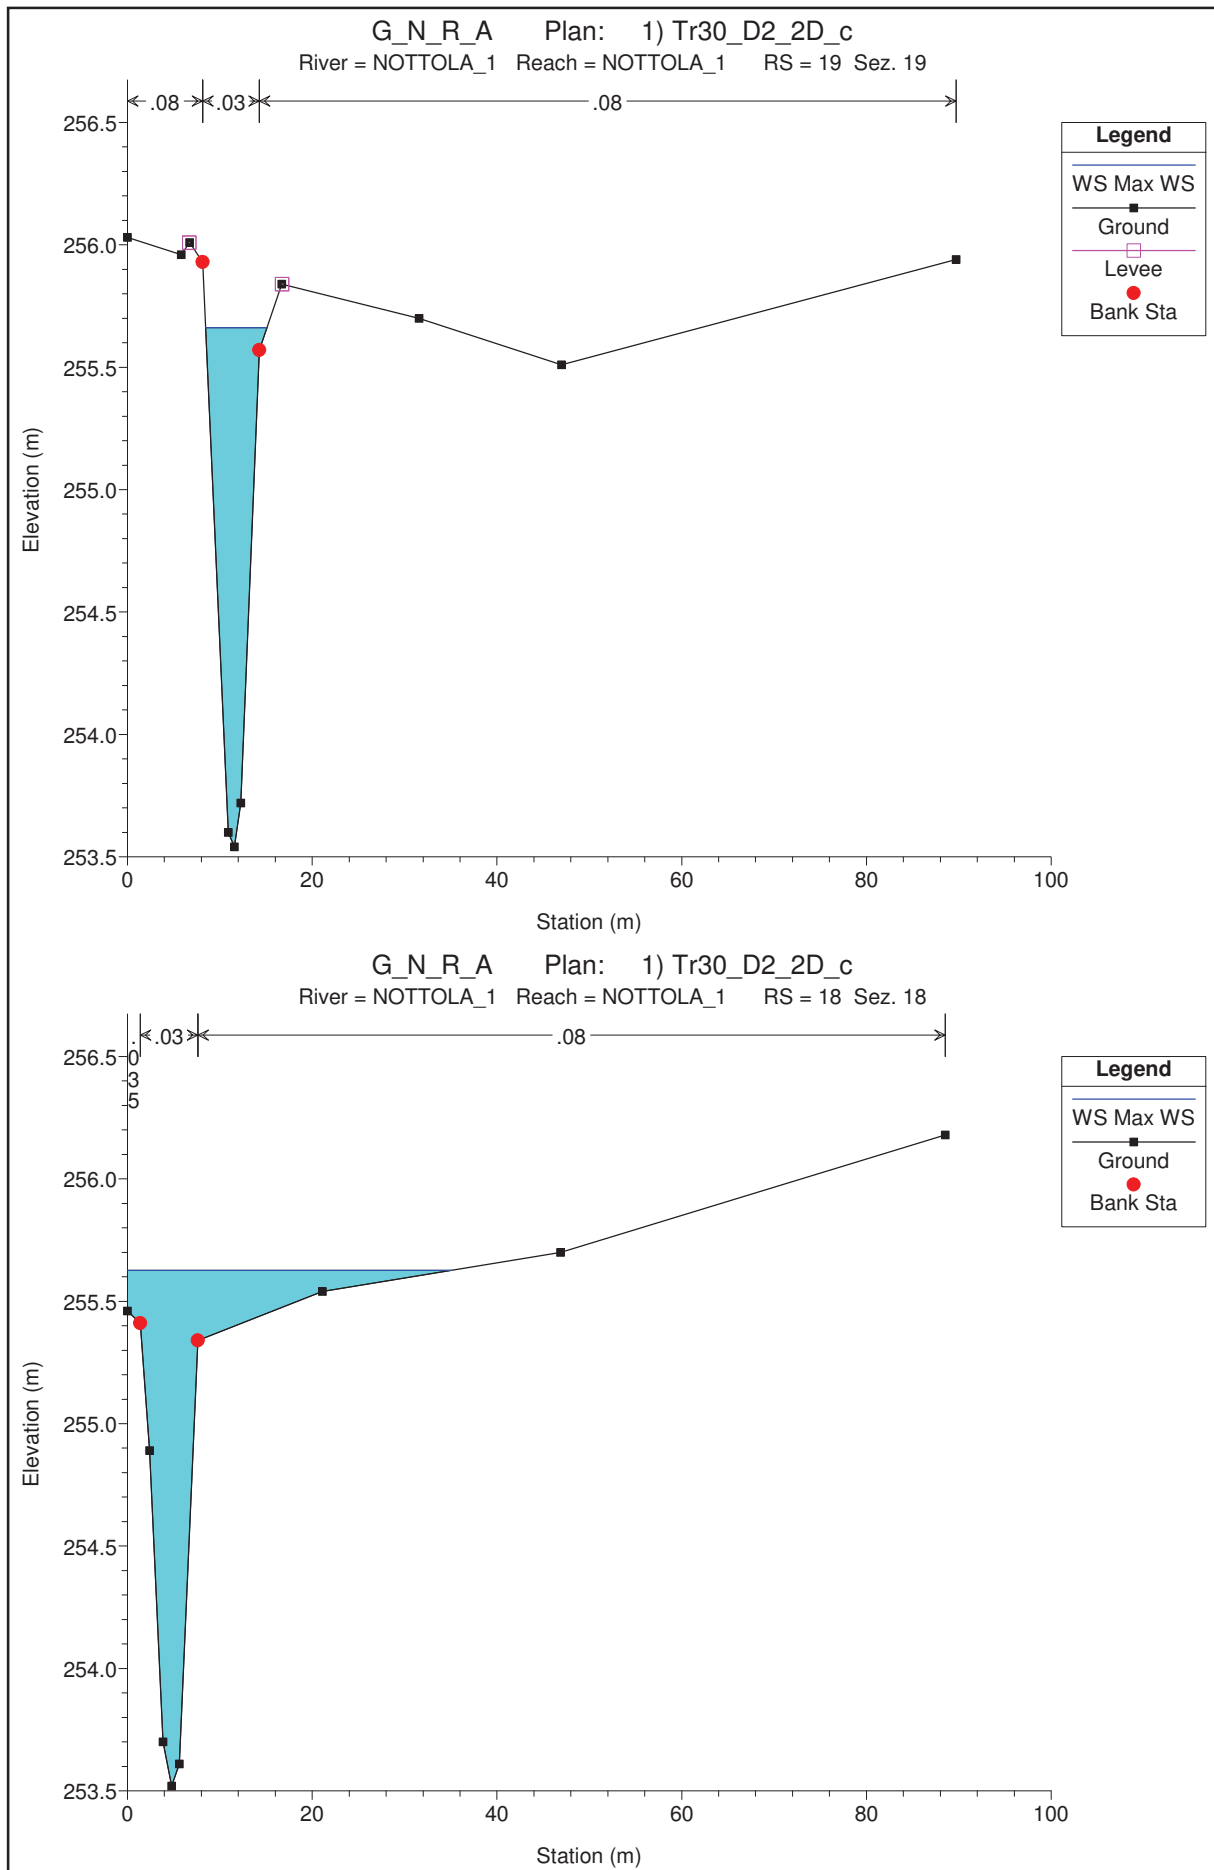 G_N_R_A Plan: 1) Tr30_D2_2D_c
River = NOTTOLA_1 Reach = NOTTOLA_1 RS = 19 Sez. 19
.08 .03 .08
256.5
256.0
255.5
255.0
254.5
254.0
253.5
Elevation (m)
0 20 40 60 80 100
Station (m)
Legend
WS Max WS
Ground
Levee
Bank Sta
G_N_R_A Plan: 1) Tr30_D2_2D_c
River = NOTTOLA_1 Reach = NOTTOLA_1 RS = 18 Sez. 18
.035 .03 .08
256.5
256.0
255.5
255.0
254.5
254.0
253.5
Elevation (m)
0 20 40 60 80 100
Station (m)
Legend
WS Max WS
Ground
Bank Sta